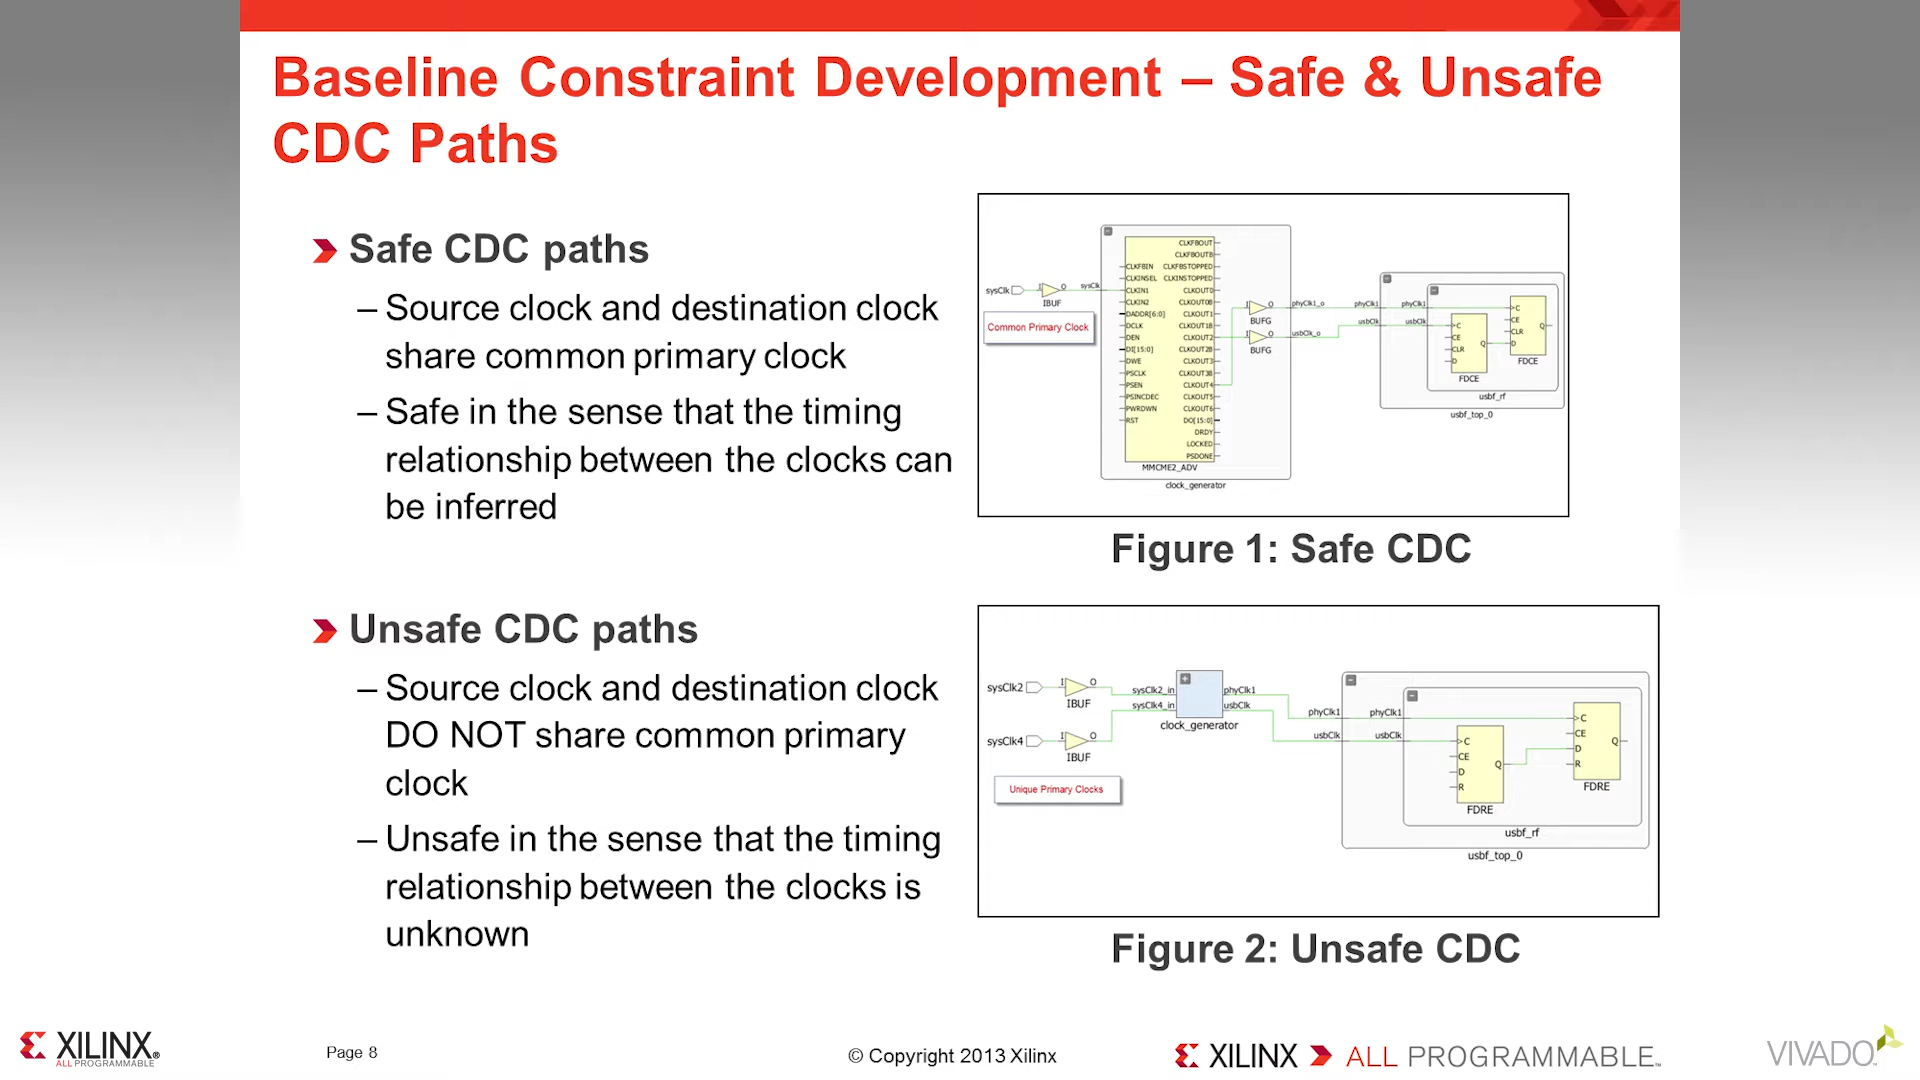 Baseline Constraint Development – Safe & Unsafe
CDC Paths
Safe CDC paths
– Source clock and destination clock
share common primary clock
– Safe in the sense that the timing
relationship between the clocks can
be inferred
sysClk
I
O
IBUF
sysClk
Common Primary Clock
CLKFBOUT
CLKFBOUTB
CLKFBIN CLKFBSTOPPED
CLKINSEL CLKINSTOPPED
CLKIN1 CLKOUT0
CLKIN2 CLKOUT0B
DADDR[6:0] CLKOUT1
DCLK CLKOUT1B
DEN CLKOUT2
DI[15:0] CLKOUT2B
DWE CLKOUT3
PSCLK CLKOUT3B
PSEN CLKOUT4
PSINCDEC CLKOUT5
PWRDWN CLKOUT6
RST DO[15:0]
DRDY
LOCKED
PSDONE
MMCME2_ADV
clock_generator
I
O
BUFG
phyClk1_o
I
O
BUFG
usbClk_o
phyClk1
phyClk1
usbClk
usbClk
C
CE
CLR
D
Q
FDCE
C
CE
CLR
D
Q
FDCE
usbf_rf
usbf_top_0
Figure 1: Safe CDC
Unsafe CDC paths
– Source clock and destination clock
DO NOT share common primary
clock
– Unsafe in the sense that the timing
relationship between the clocks is
unknown
sysClk2
I
O
IBUF
sysClk4
I
O
IBUF
Unique Primary Clocks
sysClk2_in
sysClk4_in
phyClk1
usbClk
clock_generator
phyClk1
phyClk1
usbClk
usbClk
C
CE
D
R
Q
FDRE
C
CE
D
R
Q
FDRE
usbf_rf
usbf_top_0
Figure 2: Unsafe CDC
XILINX®
ALL PROGRAMMABLE
Page 8
© Copyright 2013 Xilinx
XILINX ALL PROGRAMMABLE™
VIVADO